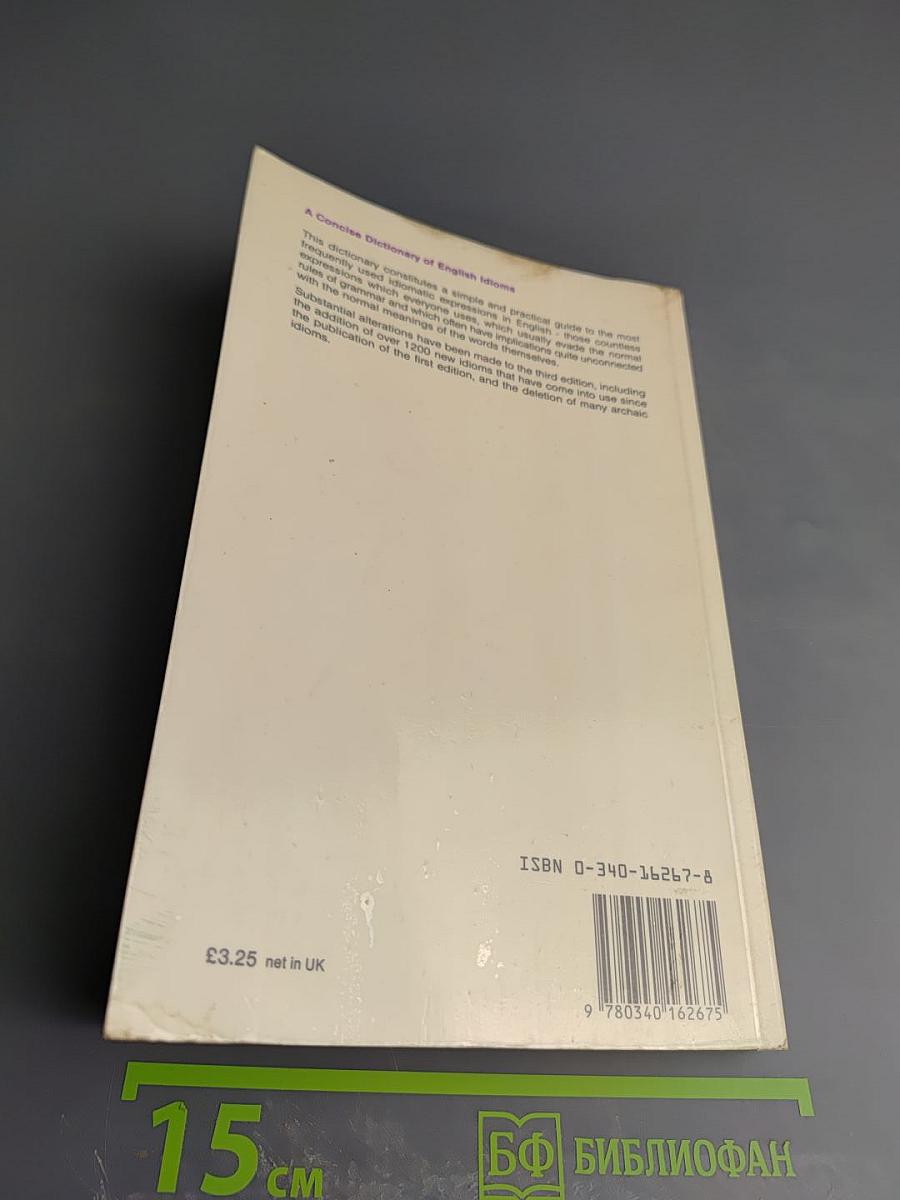 A Concise Dictionary of English Idioms
This dictionary constitutes a simple and practical guide to the most
frequently used idiomatic expressions in English - those countless
expressions which everyone uses, which usually evade the normal
rules of grammar and which often have implications quite unconnected
with the normal meanings of the words themselves.
Substantial alterations have been made to the third edition, including
the addition of over 1200 new idioms that have come into use since
the publication of the first edition, and the deletion of many archaic
idioms.
ISBN 0-340-16267-8
£3.25 net in UK
9 780340 162675
15 см
БФ БИБЛИОФАН